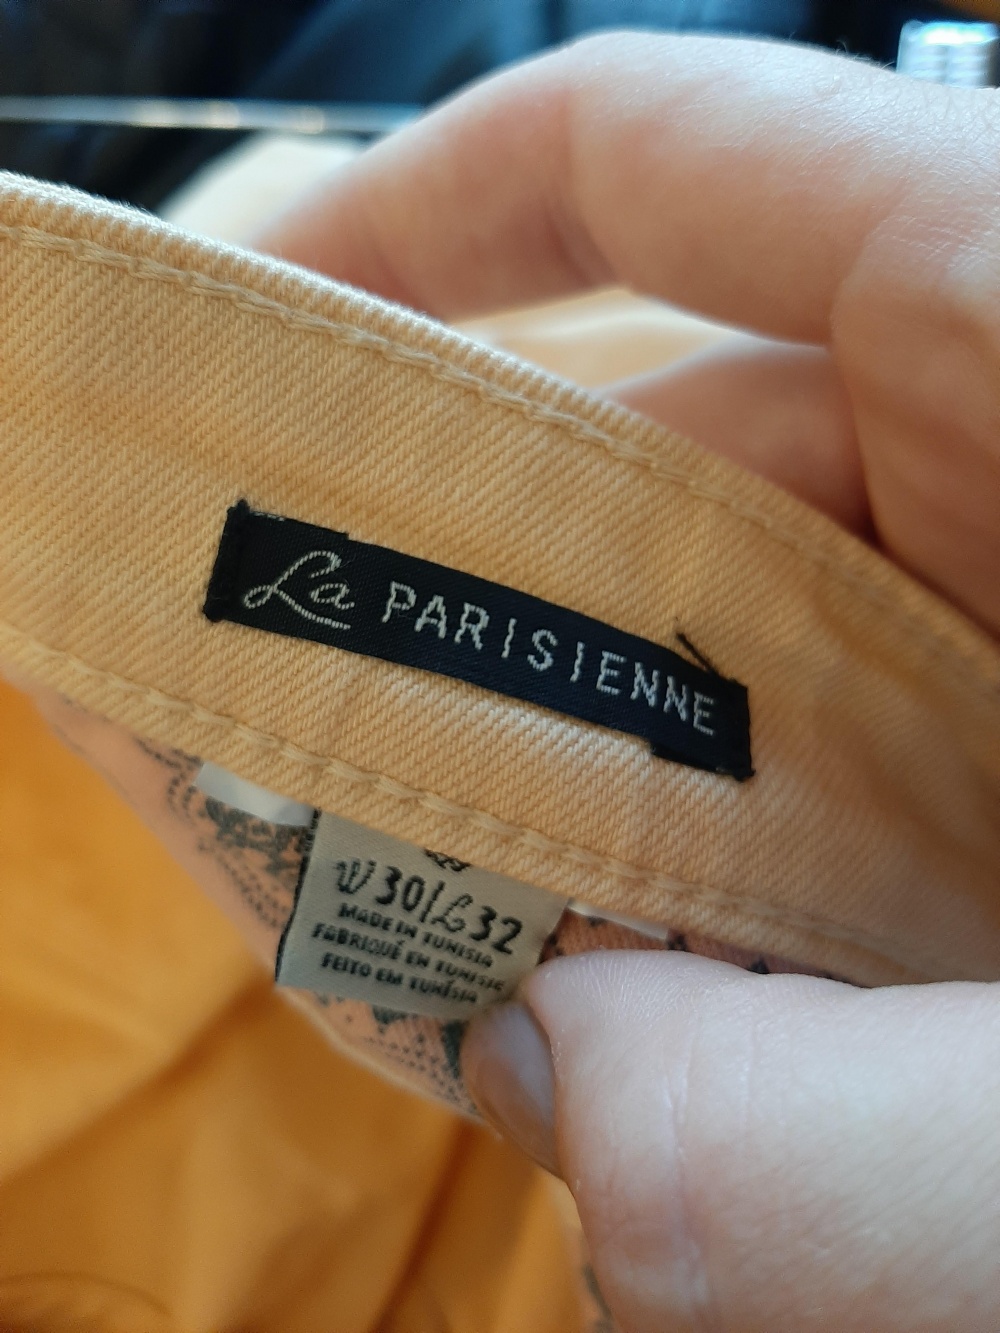 La PARISIENNE
W30/L32
MADE IN TUNISIA
FABRIQUÉ EN TUNISIE
FEITO EM TUNÍSIA